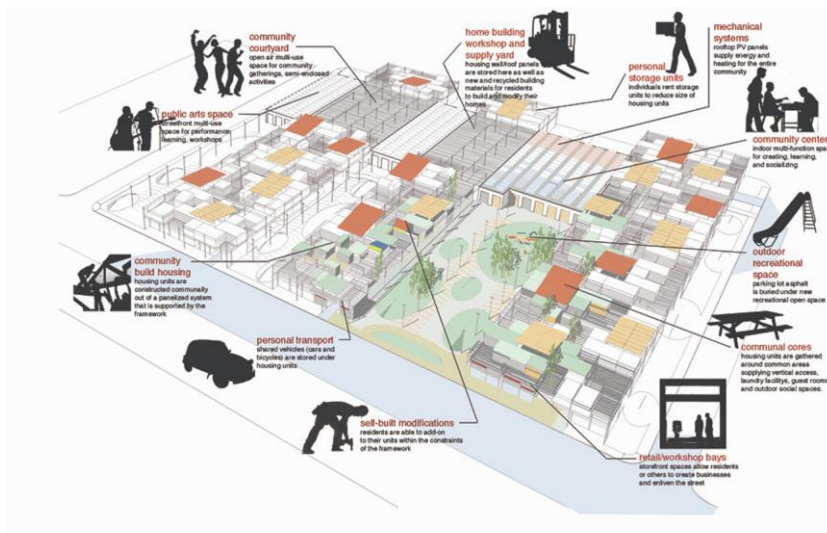 community
courtyard
open air multi-use
space for community
gatherings, semi-enclosed
activities
home building
workshop and
supply yard
housing wall/roof panels
are stored here as well as
new and recycled building
materials for residents
to build and modify their
homes
personal
storage units
individuals rent storage
units to reduce size of
housing units
mechanical
systems
rooftop PV panels
supply energy and
heating for the entire
community
public arts space
storefront multi-use
space for performance
learning, workshops
community center
indoor multi-function spa
for creating, learning,
and socializing
community
build housing
housing units are
constructed communally
out of a panelized system
that is supported by the
framework
outdoor
recreational
space
parking lot asphalt
is buried under new
recreational open space
personal transport
shared vehicles (cars and
bicycles) are stored under
housing units
communal cores
housing units are gathered
around common areas
supplying vertical access,
laundry facilitys, guest rooms
and outdoor social spaces.
self-built modifications
residents are able to add-on
to their units within the constraints
of the framework
retail/workshop bays
storefront spaces allow residents
or others to create businesses
and enliven the street